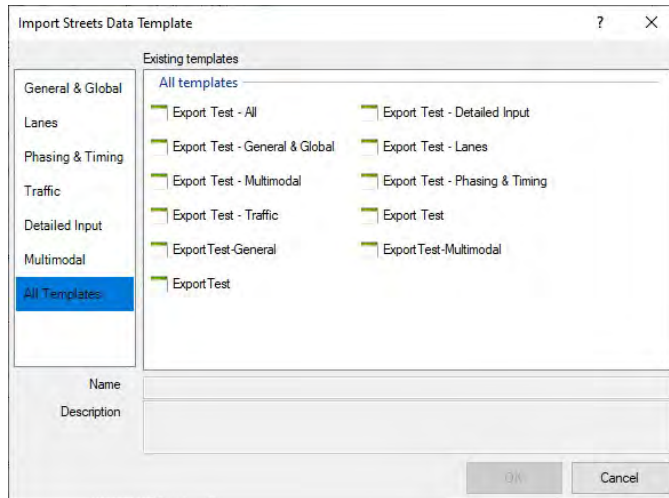 Import Streets Data Template
? X
Existing templates
General & Global
Lanes
Phasing & Timing
Traffic
Detailed Input
Multimodal
All Templates
All templates
Export Test - All
Export Test - Detailed Input
Export Test - General & Global
Export Test - Lanes
Export Test - Multimodal
Export Test - Phasing & Timing
Export Test - Traffic
Export Test
ExportTest-General
ExportTest-Multimodal
ExportTest
Name
Description
OK
Cancel